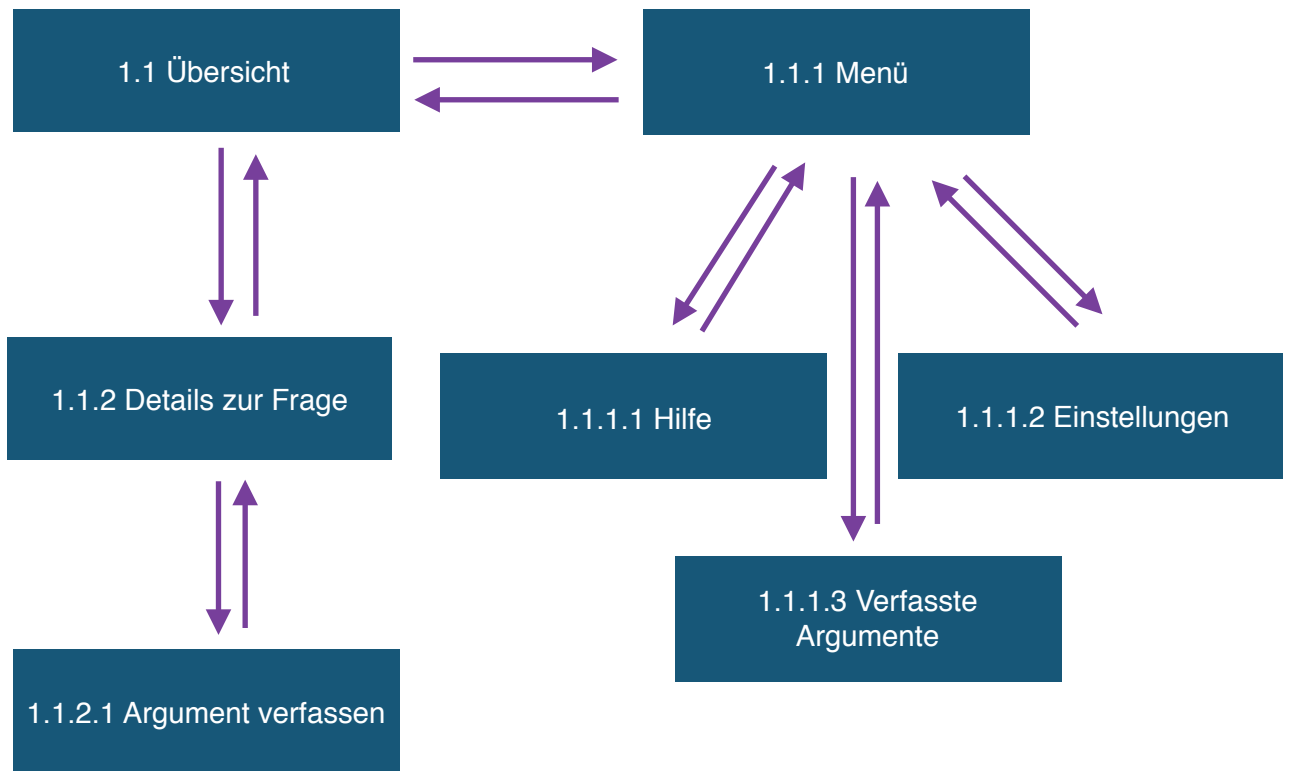 1.1 Übersicht
1.1.1 Menü
1.1.2 Details zur Frage
1.1.1.1 Hilfe
1.1.1.2 Einstellungen
1.1.1.3 Verfasste
Argumente
1.1.2.1 Argument verfassen